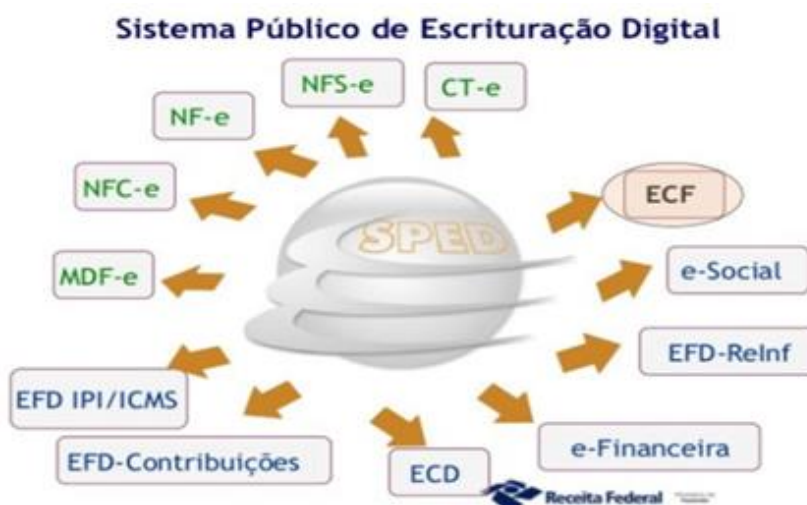 Sistema Público de Escrituração Digital
NFS-e
CT-e
NF-e
NFC-e
ECF
SPED
e-Social
MDF-e
EFD-ReInf
EFD IPI/ICMS
e-Financeira
EFD-Contribuições
ECD
Receita Federal